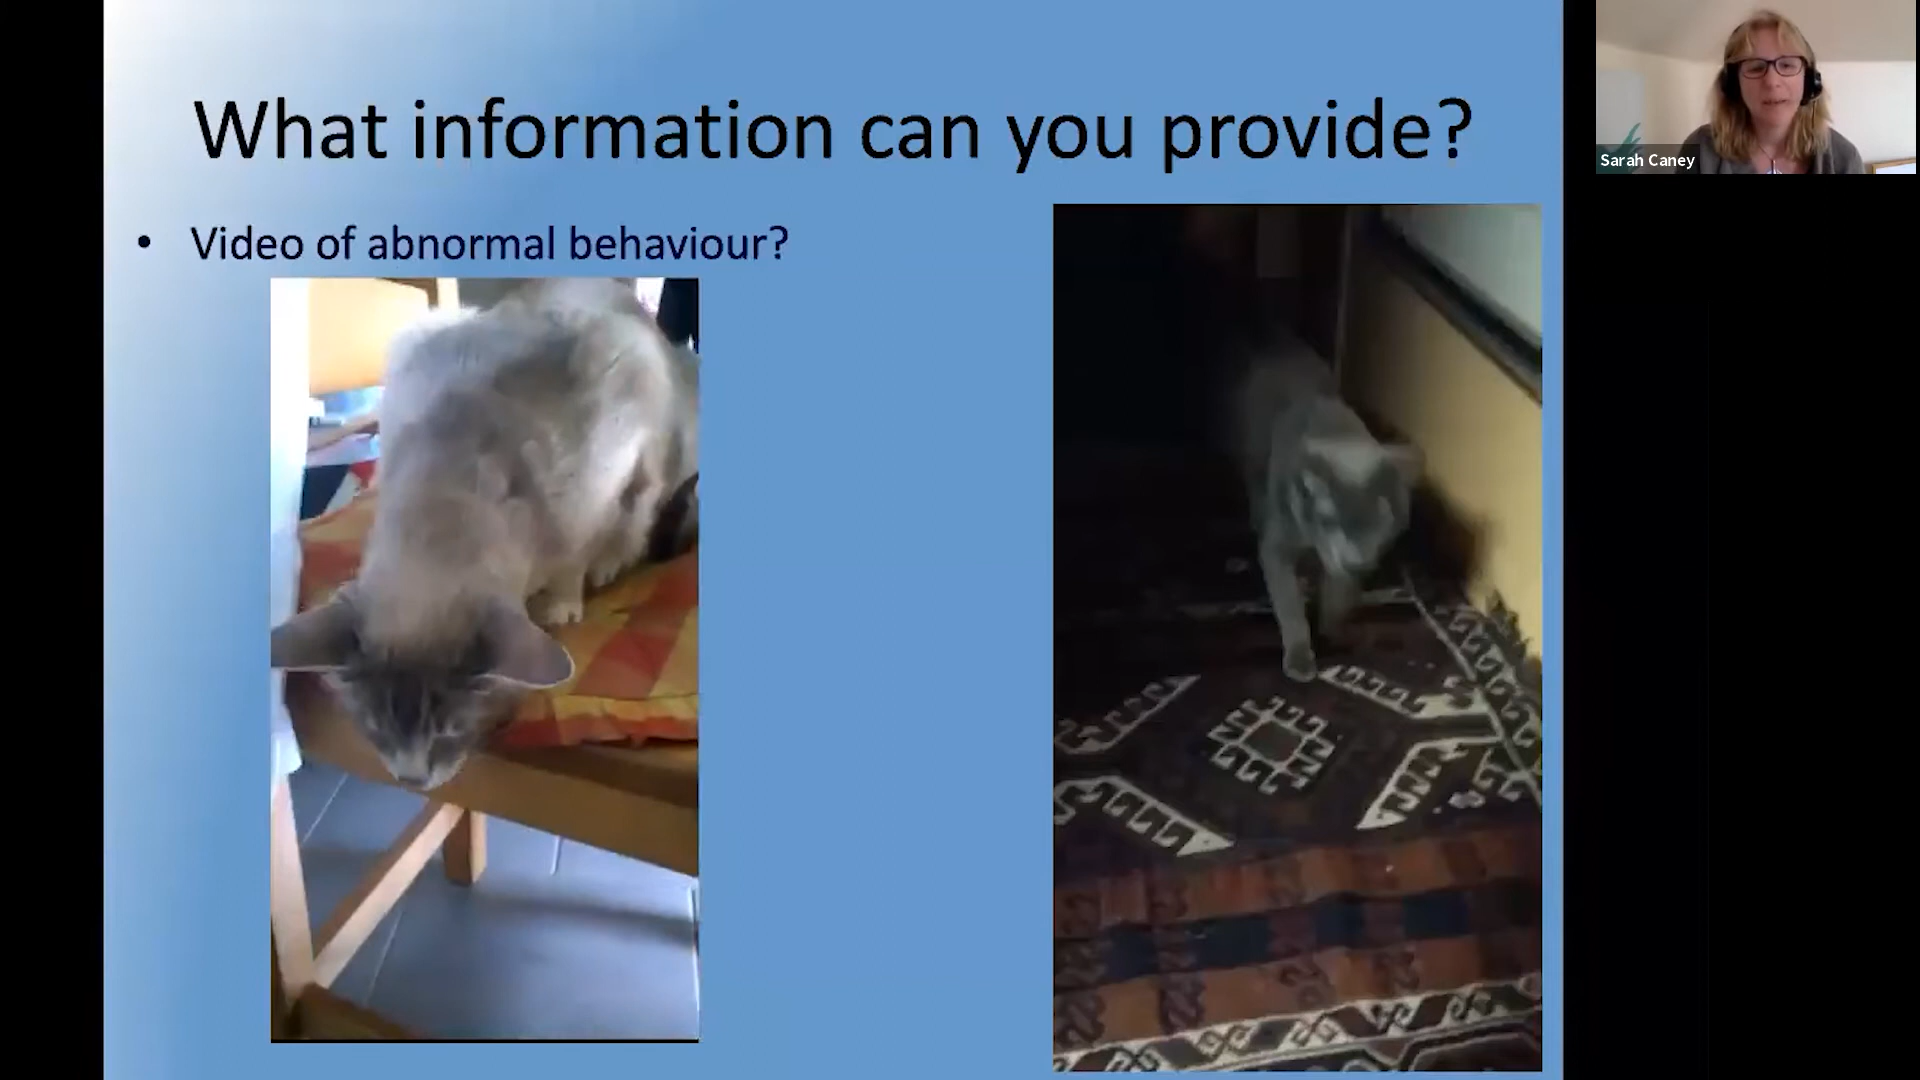 What information can you provide?
• Video of abnormal behaviour?
Sarah Caney